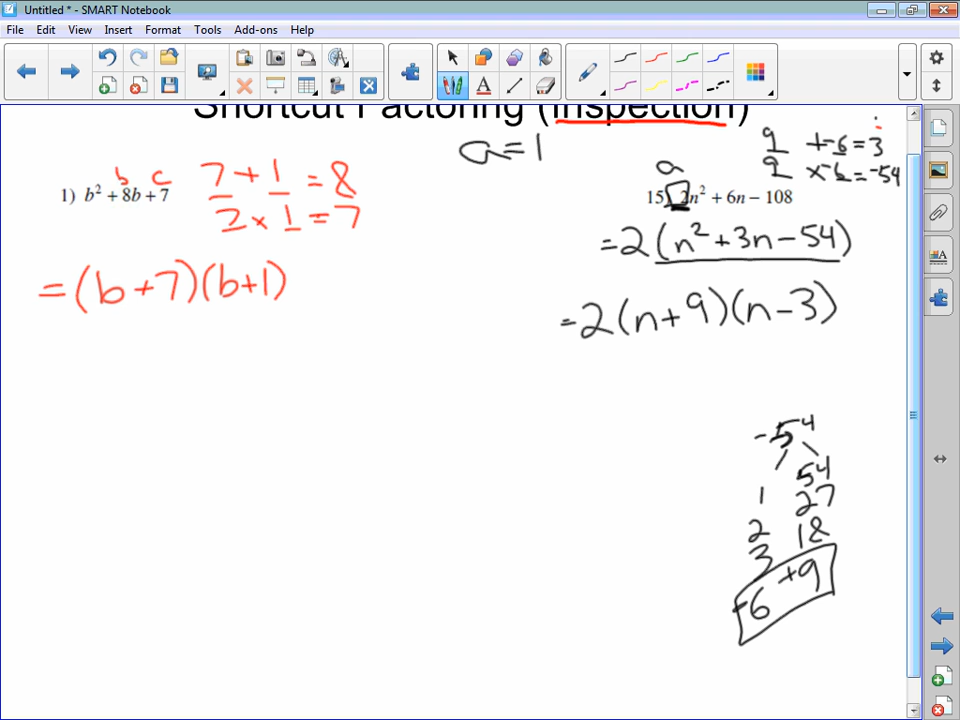 Untitled * - SMART Notebook
File Edit View Insert Format Tools Add-ons Help
Shortcut Factoring (Inspection)
a=1
1) b² + 8b + 7
b c
7 + 1 = 8
7 × 1 = 7
= (b+7)(b+1)
9 + -6 = 3
9 × -6 = -54
a
15) 2n² + 6n − 108
= 2(n² + 3n − 54)
= 2(n+9)(n−3)
-54
1 54
2 27
3 18
-6 +9